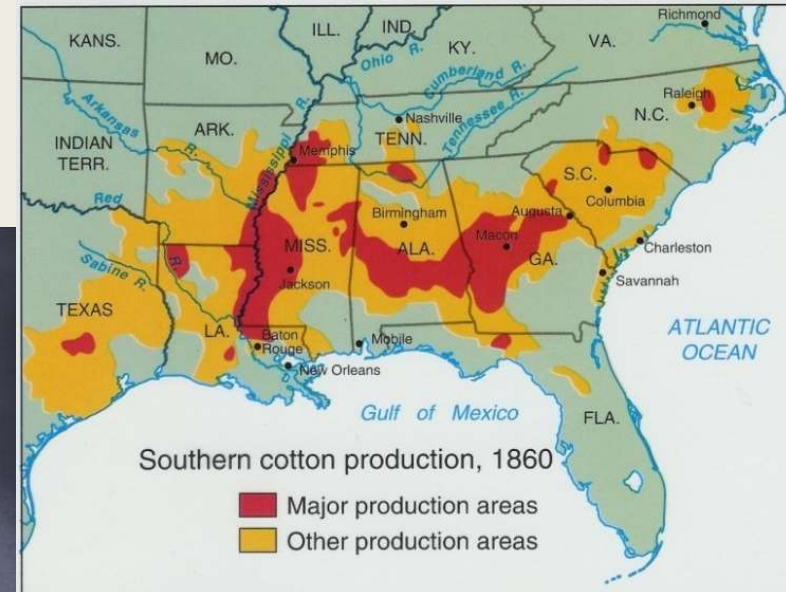 Richmond
KANS.
MO.
ILL.
IND.
KY.
VA.
Ohio R.
Cumberland R.
Tennessee R.
Arkansas R.
Mississippi R.
Nashville
TENN.
Raleigh
N.C.
INDIAN
TERR.
ARK.
Memphis
Red R.
S.C.
Columbia
Birmingham
Augusta
MISS.
ALA.
Macon
GA.
Charleston
Savannah
Jackson
Sabine R.
TEXAS
LA.
Baton
Rouge
Mobile
New Orleans
ATLANTIC
OCEAN
Gulf of Mexico
FLA.
Southern cotton production, 1860
Major production areas
Other production areas